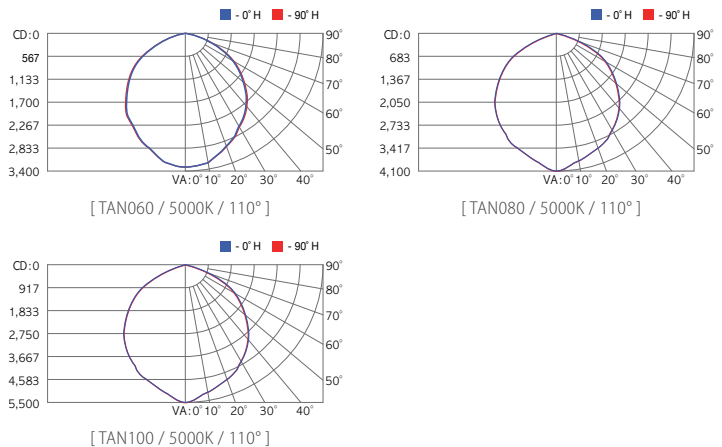 - 0° H - 90° H
CD: 0
567
1,133
1,700
2,267
2,833
3,400
90°
80°
70°
60°
50°
VA: 0° 10° 20° 30° 40°
[ TAN060 / 5000K / 110° ]
- 0° H - 90° H
CD: 0
683
1,367
2,050
2,733
3,417
4,100
90°
80°
70°
60°
50°
VA: 0° 10° 20° 30° 40°
[ TAN080 / 5000K / 110° ]
- 0° H - 90° H
CD: 0
917
1,833
2,750
3,667
4,583
5,500
90°
80°
70°
60°
50°
VA: 0° 10° 20° 30° 40°
[ TAN100 / 5000K / 110° ]